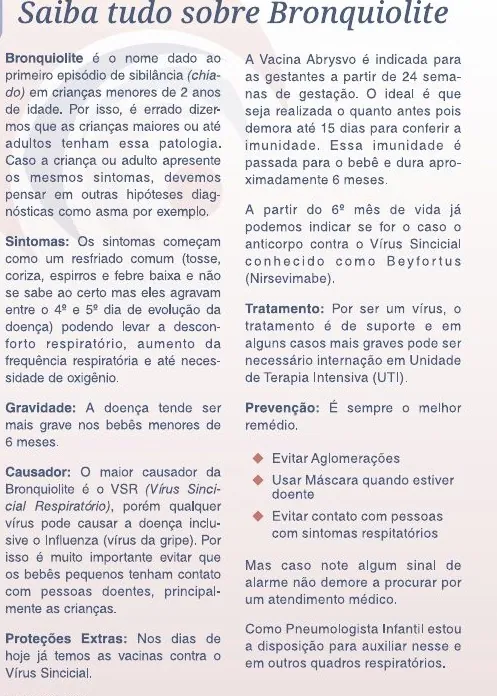 Saiba tudo sobre Bronquiolite
Bronquiolite é o nome dado ao
primeiro episódio de sibilância (chia-
do) em crianças menores de 2 anos
de idade. Por isso, é errado dizer-
mos que as crianças maiores ou até
adultos tenham essa patologia.
Caso a criança ou adulto apresente
os mesmos sintomas, devemos
pensar em outras hipóteses diag-
nósticas como asma por exemplo.
Sintomas: Os sintomas começam
como um resfriado comum (tosse,
coriza, espirros e febre baixa e não
se sabe ao certo mas eles agravam
entre o 4º e 5º dia de evolução da
doença) podendo levar a descon-
forto respiratório, aumento da
frequência respiratória e até neces-
sidade de oxigênio.
Gravidade: A doença tende ser
mais grave nos bebês menores de
6 meses.
Causador: O maior causador da
Bronquiolite é o VSR (Vírus Sinci-
cial Respiratório), porém qualquer
vírus pode causar a doença inclu-
sive o Influenza (vírus da gripe). Por
isso é muito importante evitar que
os bebês pequenos tenham contato
com pessoas doentes, principal-
mente as crianças.
Proteções Extras: Nos dias de
hoje já temos as vacinas contra o
Vírus Sincicial.
A Vacina Abrysvo é indicada para
as gestantes a partir de 24 sema-
nas de gestação. O ideal é que
seja realizada o quanto antes pois
demora até 15 dias para conferir a
imunidade. Essa imunidade é
passada para o bebê e dura apro-
ximadamente 6 meses.
A partir do 6º mês de vida já
podemos indicar se for o caso o
anticorpo contra o Vírus Sincicial
conhecido como Beyfortus
(Nirsevimabe).
Tratamento: Por ser um vírus, o
tratamento é de suporte e em
alguns casos mais graves pode ser
necessário internação em Unidade
de Terapia Intensiva (UTI).
Prevenção: É sempre o melhor
remédio.
◆ Evitar Aglomerações
◆ Usar Máscara quando estiver
doente
◆ Evitar contato com pessoas
com sintomas respitatórios
Mas caso note algum sinal de
alarme não demore a procurar por
um atendimento médico.
Como Pneumologista Infantil estou
a disposição para auxiliar nesse e
em outros quadros respiratórios.